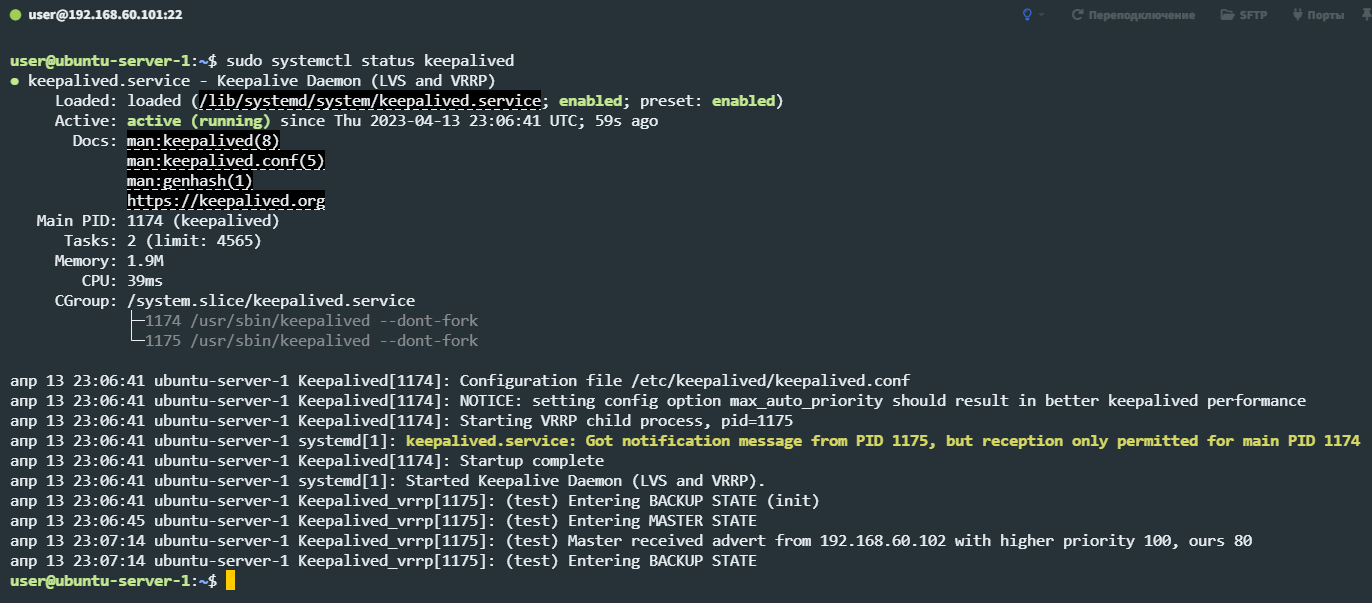 user@192.168.60.101:22
Переподключение
SFTP
Порты
user@ubuntu-server-1:~$ sudo systemctl status keepalived
● keepalived.service - Keepalive Daemon (LVS and VRRP)
Loaded: loaded (/lib/systemd/system/keepalived.service; enabled; preset: enabled)
Active: active (running) since Thu 2023-04-13 23:06:41 UTC; 59s ago
Docs: man:keepalived(8)
man:keepalived.conf(5)
man:genhash(1)
https://keepalived.org
Main PID: 1174 (keepalived)
Tasks: 2 (limit: 4565)
Memory: 1.9M
CPU: 39ms
CGroup: /system.slice/keepalived.service
├─1174 /usr/sbin/keepalived --dont-fork
└─1175 /usr/sbin/keepalived --dont-fork
апр 13 23:06:41 ubuntu-server-1 Keepalived[1174]: Configuration file /etc/keepalived/keepalived.conf
апр 13 23:06:41 ubuntu-server-1 Keepalived[1174]: NOTICE: setting config option max_auto_priority should result in better keepalived performance
апр 13 23:06:41 ubuntu-server-1 Keepalived[1174]: Starting VRRP child process, pid=1175
апр 13 23:06:41 ubuntu-server-1 systemd[1]: keepalived.service: Got notification message from PID 1175, but reception only permitted for main PID 1174
апр 13 23:06:41 ubuntu-server-1 Keepalived[1174]: Startup complete
апр 13 23:06:41 ubuntu-server-1 systemd[1]: Started Keepalive Daemon (LVS and VRRP).
апр 13 23:06:41 ubuntu-server-1 Keepalived_vrrp[1175]: (test) Entering BACKUP STATE (init)
апр 13 23:06:45 ubuntu-server-1 Keepalived_vrrp[1175]: (test) Entering MASTER STATE
апр 13 23:07:14 ubuntu-server-1 Keepalived_vrrp[1175]: (test) Master received advert from 192.168.60.102 with higher priority 100, ours 80
апр 13 23:07:14 ubuntu-server-1 Keepalived_vrrp[1175]: (test) Entering BACKUP STATE
user@ubuntu-server-1:~$